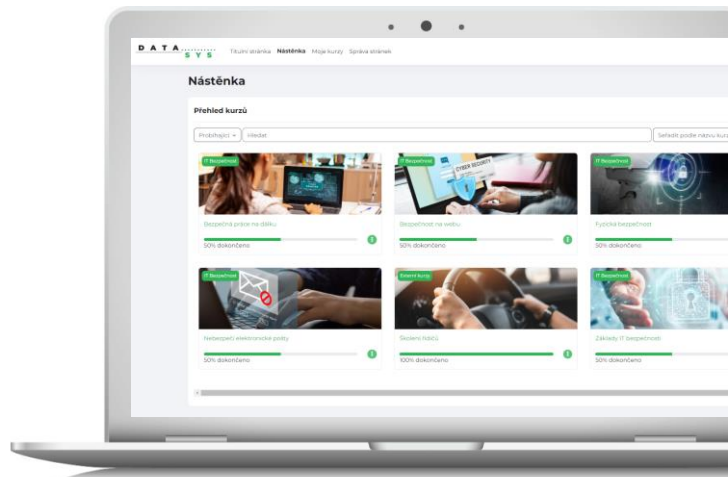 DATA
SYS
Titulní stránka Nástěnka Moje kurzy Správa stránek
Nástěnka
Přehled kurzů
Probíhající Hledat Seřadit podle názvu kurzu
IT Bezpečnost IT Bezpečnost IT Bezpečnost
CYBER SECURITY
Bezpečná práce na dálku Bezpečnost na webu Fyzická bezpečnost
50% dokončeno 50% dokončeno 50% dokončeno
IT Bezpečnost Externí kurzy IT Bezpečnost
Nebezpečí elektronické pošty Školení řidičů Základy IT bezpečnosti
50% dokončeno 100% dokončeno 50% dokončeno